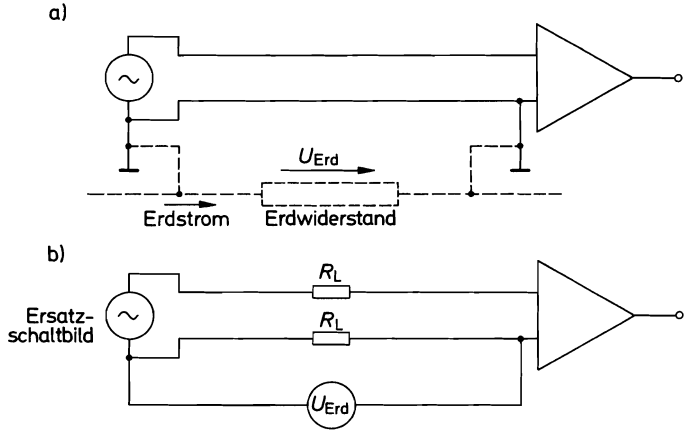 a)
~
U_Erd
Erdstrom
Erdwiderstand
b)
R_L
Ersatz-
schaltbild
~
R_L
U_Erd